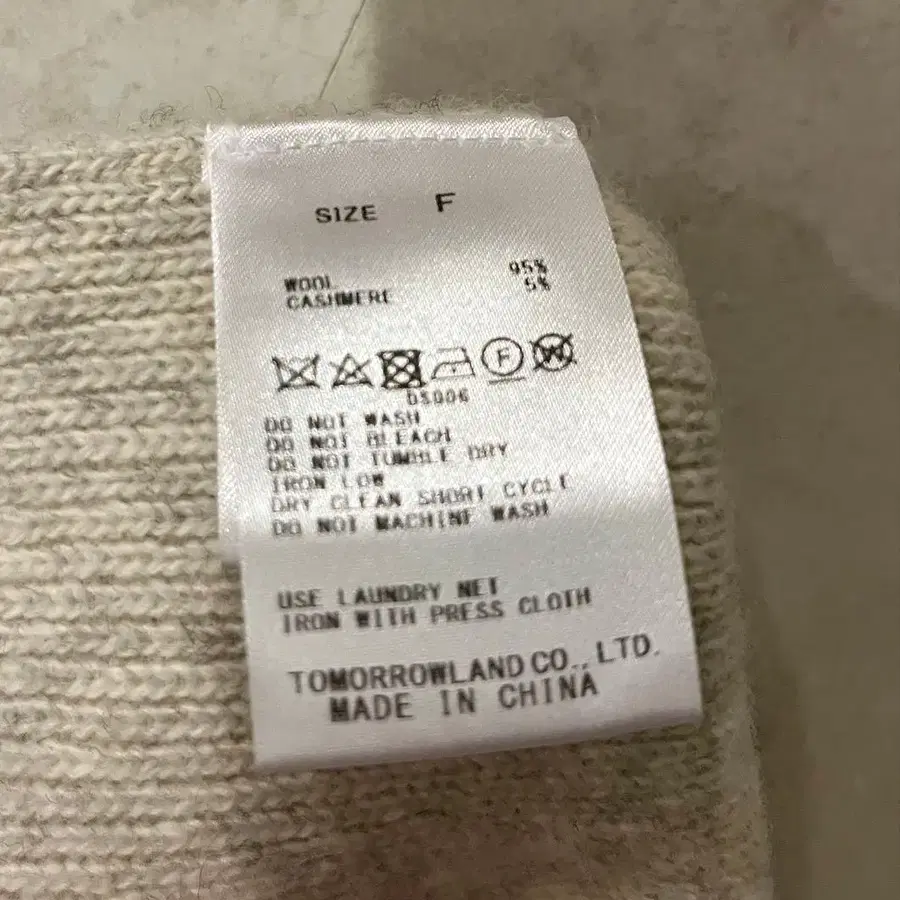 SIZE F
WOOL 95%
CASHMERE 5%
F W
DS006
DO NOT WASH
DO NOT BLEACH
DO NOT TUMBLE DRY
IRON LOW
DRY CLEAN SHORT CYCLE
DO NOT MACHINE WASH
USE LAUNDRY NET
IRON WITH PRESS CLOTH
TOMORROWLAND CO., LTD.
MADE IN CHINA